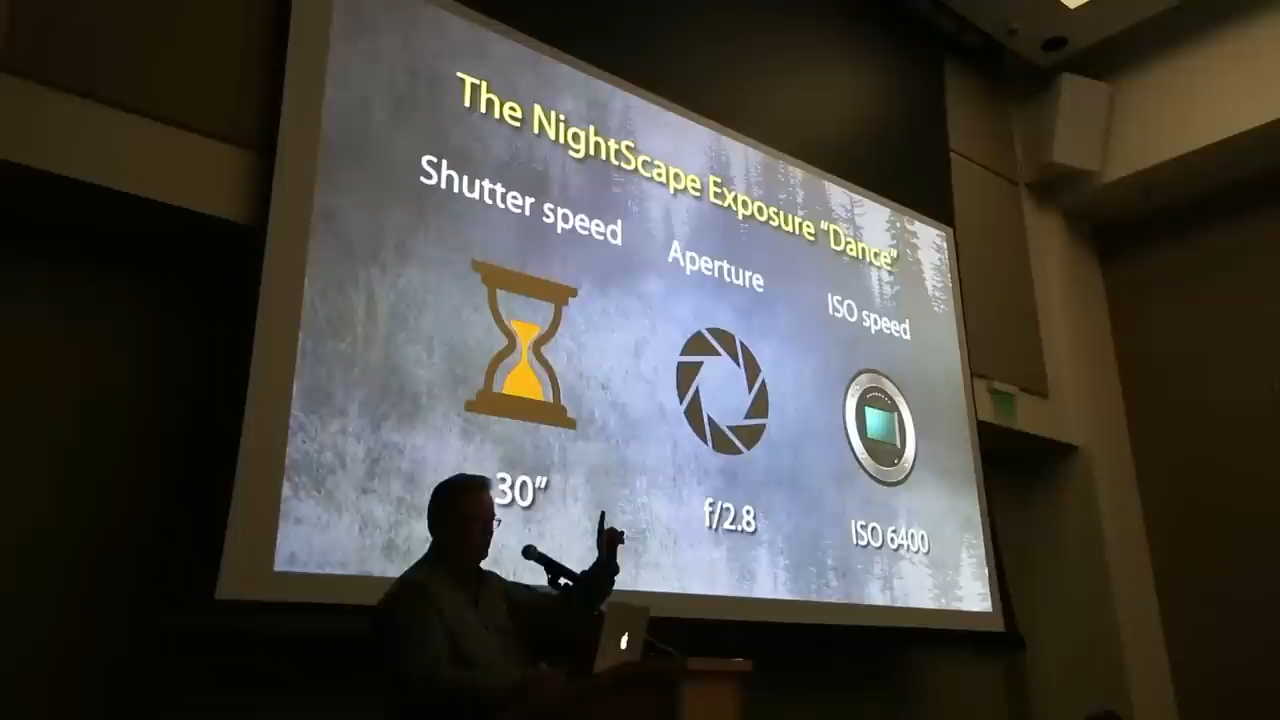 The NightScape Exposure “Dance”
Shutter speed
Aperture
ISO speed
30”
f/2.8
ISO 6400